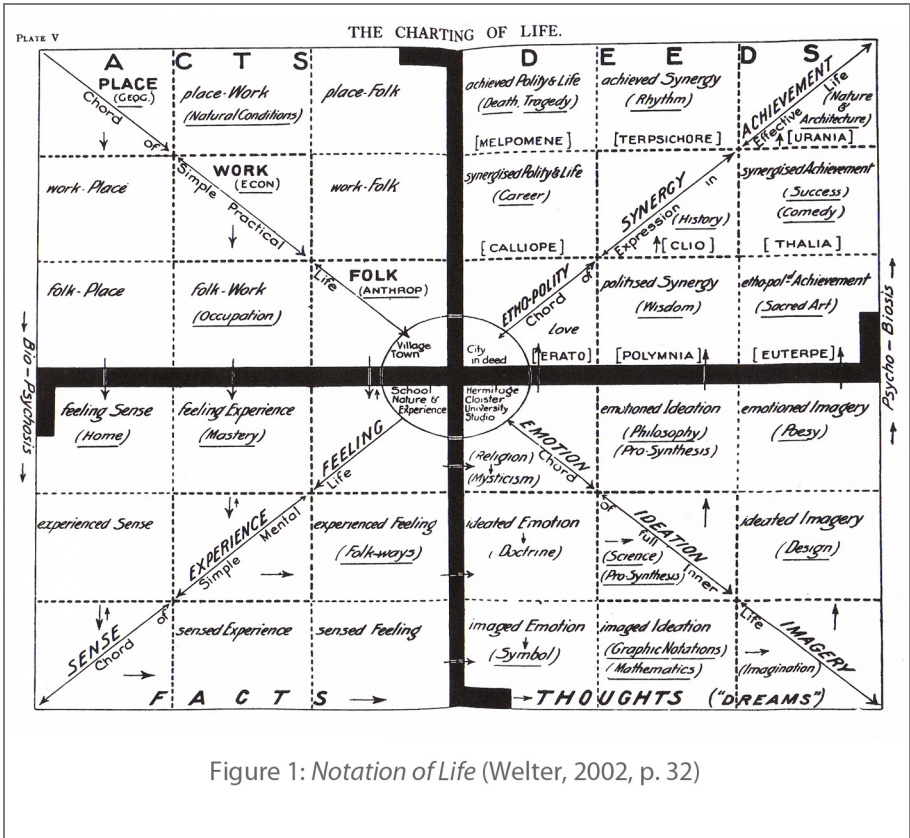 PLATE V
THE CHARTING OF LIFE.
A C T S
D E E D S
PLACE
(GEOG.)
Chord of
place-Work
(Natural Conditions)
place-Folk
achieved Polity & Life
(Death, Tragedy)
[MELPOMENE]
achieved Synergy
(Rhythm)
[TERPSICHORE]
ACHIEVEMENT
Effective Life
(Nature
&
Architecture)
[URANIA]
work-Place
WORK
(ECON)
Simple Practical
work-Folk
synergised Polity & Life
(Career)
[CALLIOPE]
SYNERGY
Expression in
(History)
[CLIO]
synergised Achievement
(Success)
(Comedy)
[THALIA]
folk-Place
folk-Work
(Occupation)
FOLK
(ANTHROP)
Life
ETHO-POLITY
Chord of
Love
[ERATO]
politised Synergy
(Wisdom)
[POLYMNIA]
ethopold Achievement
(Sacred Art)
[EUTERPE]
Village
Town
City
in deed
School
Nature &
Experience
Hermitage
Cloister
University
Studio
Bio-Psychosis
Psycho-Biosis
feeling Sense
(Home)
feeling Experience
(Mastery)
FEELING
Life
EMOTION
Chord
(Religion)
(Mysticism)
emotioned Ideation
(Philosophy)
(Pro-Synthesis)
emotioned Imagery
(Poesy)
experienced Sense
EXPERIENCE
Simple Mental
experienced Feeling
(Folk-ways)
ideated Emotion
(Doctrine)
of Full Inner
IDEATION
(Science)
(Pro-Synthesis)
ideated Imagery
(Design)
SENSE
Chord of
sensed Experience
sensed Feeling
imaged Emotion
(Symbol)
imaged Ideation
(Graphic Notations)
(Mathematics)
Life
IMAGERY
(Imagination)
F A C T S
THOUGHTS ("DREAMS")
Figure 1: Notation of Life (Welter, 2002, p. 32)